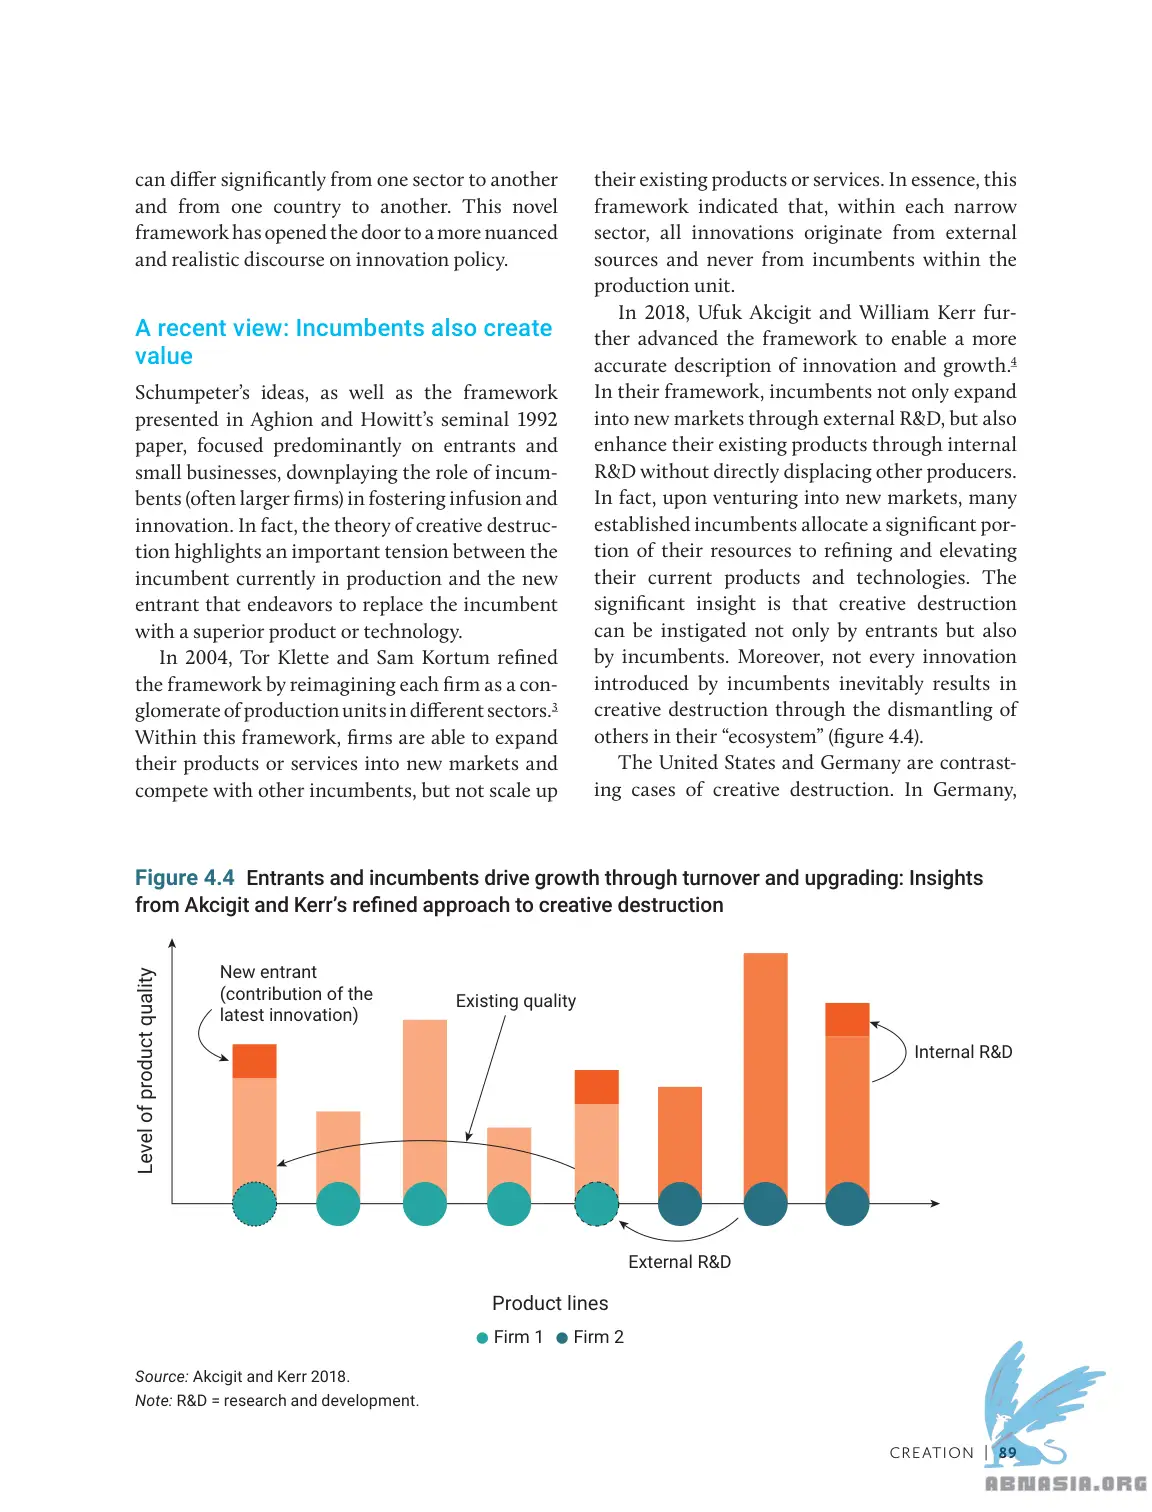 can differ significantly from one sector to another
and from one country to another. This novel
framework has opened the door to a more nuanced
and realistic discourse on innovation policy.
A recent view: Incumbents also create
value
Schumpeter’s ideas, as well as the framework
presented in Aghion and Howitt’s seminal 1992
paper, focused predominantly on entrants and
small businesses, downplaying the role of incum-
bents (often larger firms) in fostering infusion and
innovation. In fact, the theory of creative destruc-
tion highlights an important tension between the
incumbent currently in production and the new
entrant that endeavors to replace the incumbent
with a superior product or technology.
In 2004, Tor Klette and Sam Kortum refined
the framework by reimagining each firm as a con-
glomerate of production units in different sectors.3
Within this framework, firms are able to expand
their products or services into new markets and
compete with other incumbents, but not scale up
their existing products or services. In essence, this
framework indicated that, within each narrow
sector, all innovations originate from external
sources and never from incumbents within the
production unit.
In 2018, Ufuk Akcigit and William Kerr fur-
ther advanced the framework to enable a more
accurate description of innovation and growth.4
In their framework, incumbents not only expand
into new markets through external R&D, but also
enhance their existing products through internal
R&D without directly displacing other producers.
In fact, upon venturing into new markets, many
established incumbents allocate a significant por-
tion of their resources to refining and elevating
their current products and technologies. The
significant insight is that creative destruction
can be instigated not only by entrants but also
by incumbents. Moreover, not every innovation
introduced by incumbents inevitably results in
creative destruction through the dismantling of
others in their “ecosystem” (figure 4.4).
The United States and Germany are contrast-
ing cases of creative destruction. In Germany,
Figure 4.4 Entrants and incumbents drive growth through turnover and upgrading: Insights
from Akcigit and Kerr’s refined approach to creative destruction
Level of product quality
New entrant
(contribution of the
latest innovation)
Existing quality
Internal R&D
External R&D
Product lines
Firm 1 Firm 2
Source: Akcigit and Kerr 2018.
Note: R&D = research and development.
CREATION | 89
ABNASIA.ORG